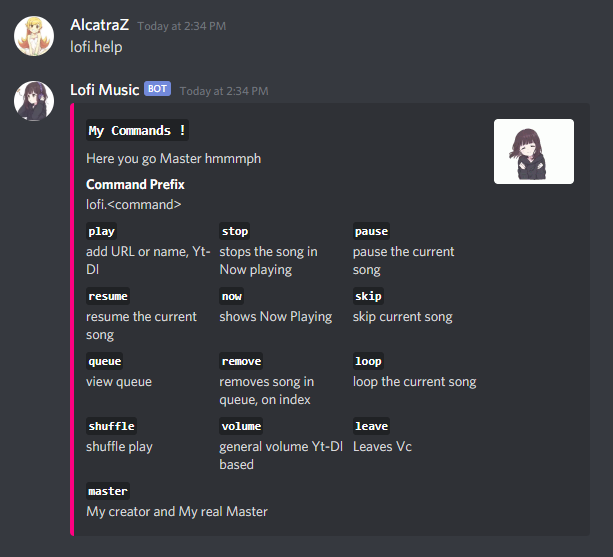 AlcatraZ Today at 2:34 PM
lofi.help
Lofi Music BOT Today at 2:34 PM
My Commands !
Here you go Master hmmmph
Command Prefix
lofi.<command>
play
add URL or name, Yt-
Dl
stop
stops the song in
Now playing
pause
pause the current
song
resume
resume the current
song
now
shows Now Playing
skip
skip current song
queue
view queue
remove
removes song in
queue, on index
loop
loop the current song
shuffle
shuffle play
volume
general volume Yt-Dl
based
leave
Leaves Vc
master
My creator and My real Master